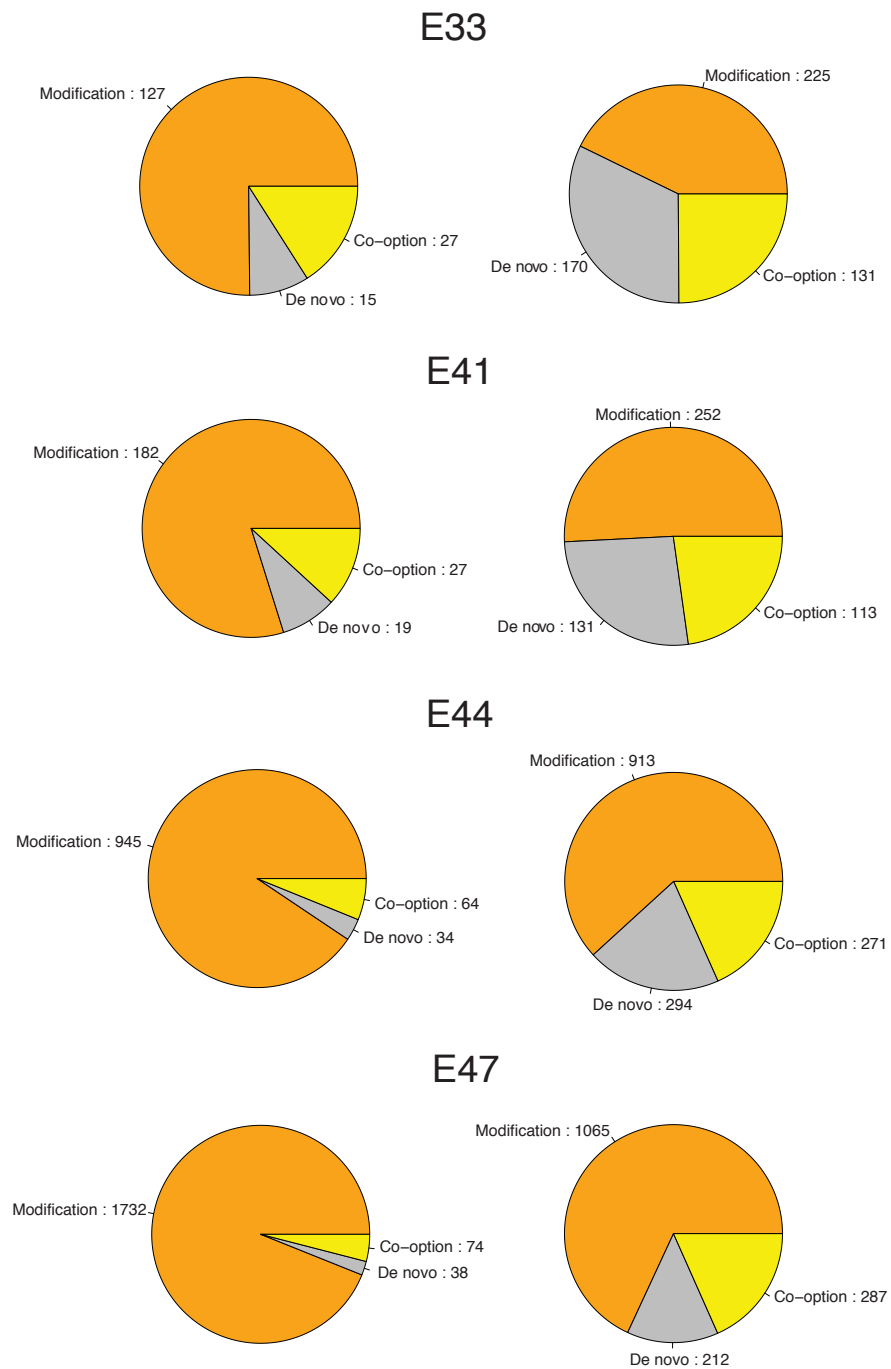 E33
Modification : 127
Co−option : 27
De novo : 15
Modification : 225
De novo : 170
Co−option : 131
E41
Modification : 182
Co−option : 27
De novo : 19
Modification : 252
De novo : 131
Co−option : 113
E44
Modification : 945
Co−option : 64
De novo : 34
Modification : 913
Co−option : 271
De novo : 294
E47
Modification : 1732
Co−option : 74
De novo : 38
Modification : 1065
Co−option : 287
De novo : 212